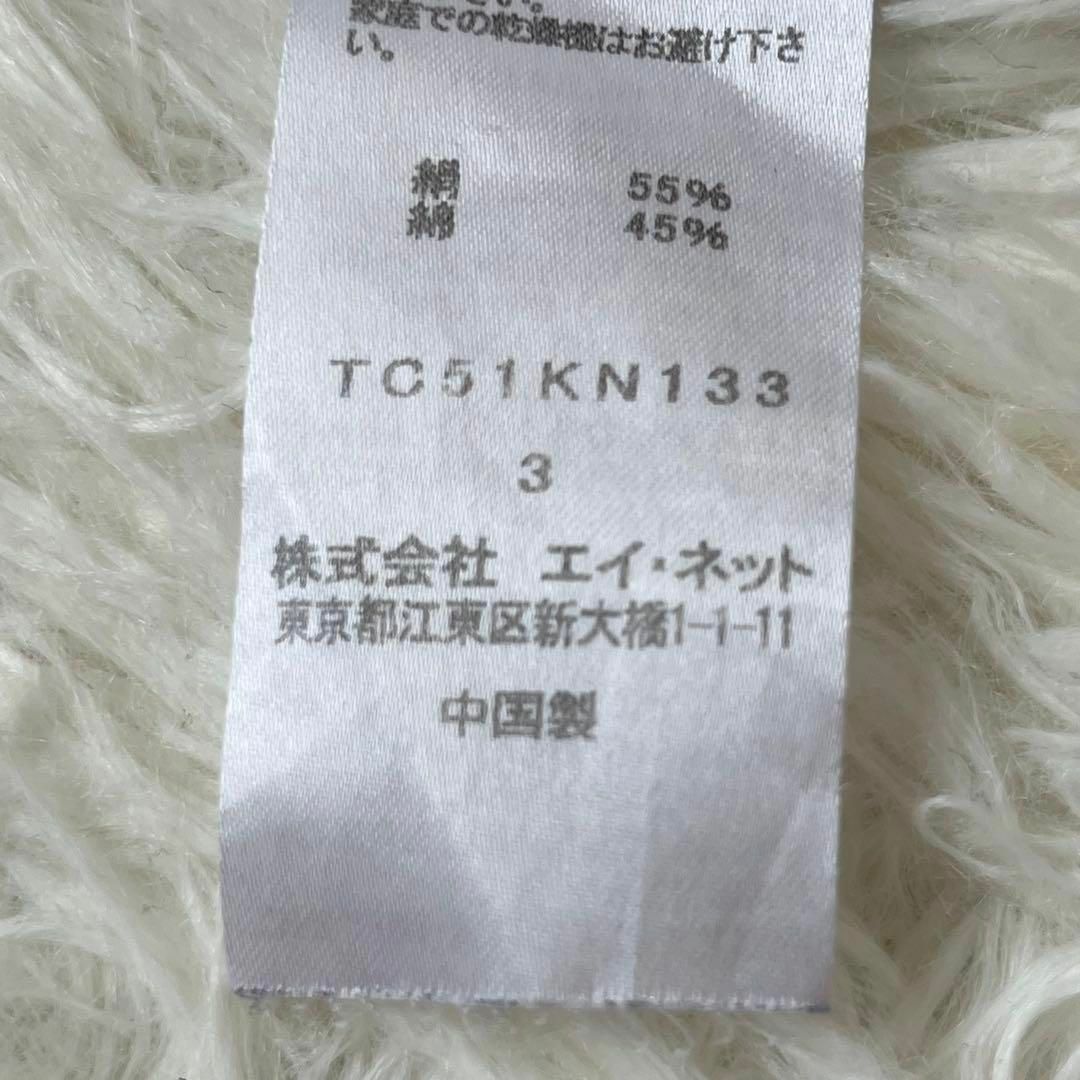 さい。
家庭での乾燥機はお避け下さ
い。
絹 55%
綿 45%
TC51KN133
3
株式会社 エイ・ネット
東京都江東区新大橋1-1-11
中国製